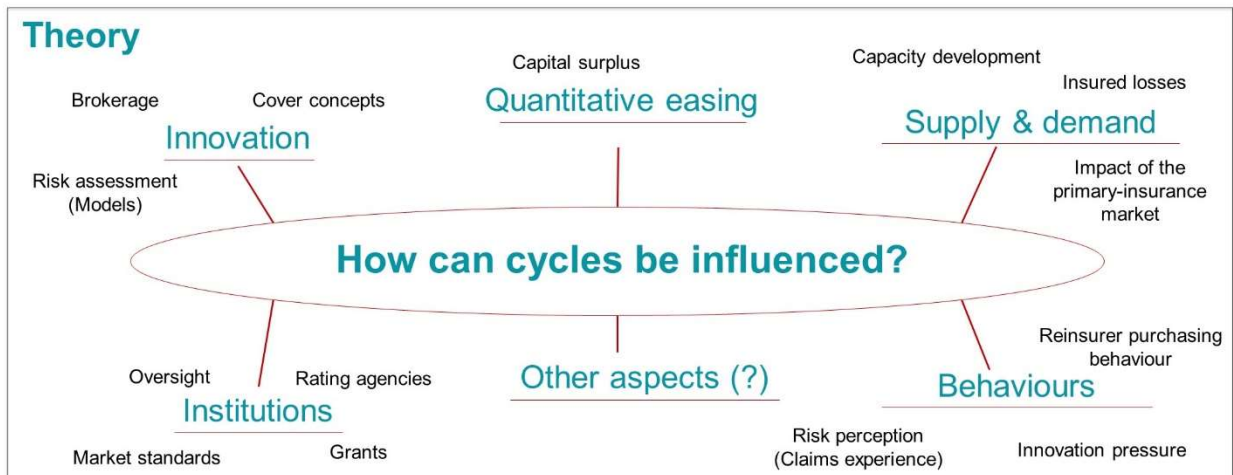 Theory
Brokerage
Cover concepts
Innovation
Risk assessment
(Models)
Capital surplus
Quantitative easing
Capacity development
Insured losses
Supply & demand
Impact of the
primary-insurance
market
How can cycles be influenced?
Oversight
Rating agencies
Institutions
Market standards
Grants
Other aspects (?)
Reinsurer purchasing
behaviour
Behaviours
Risk perception
(Claims experience)
Innovation pressure